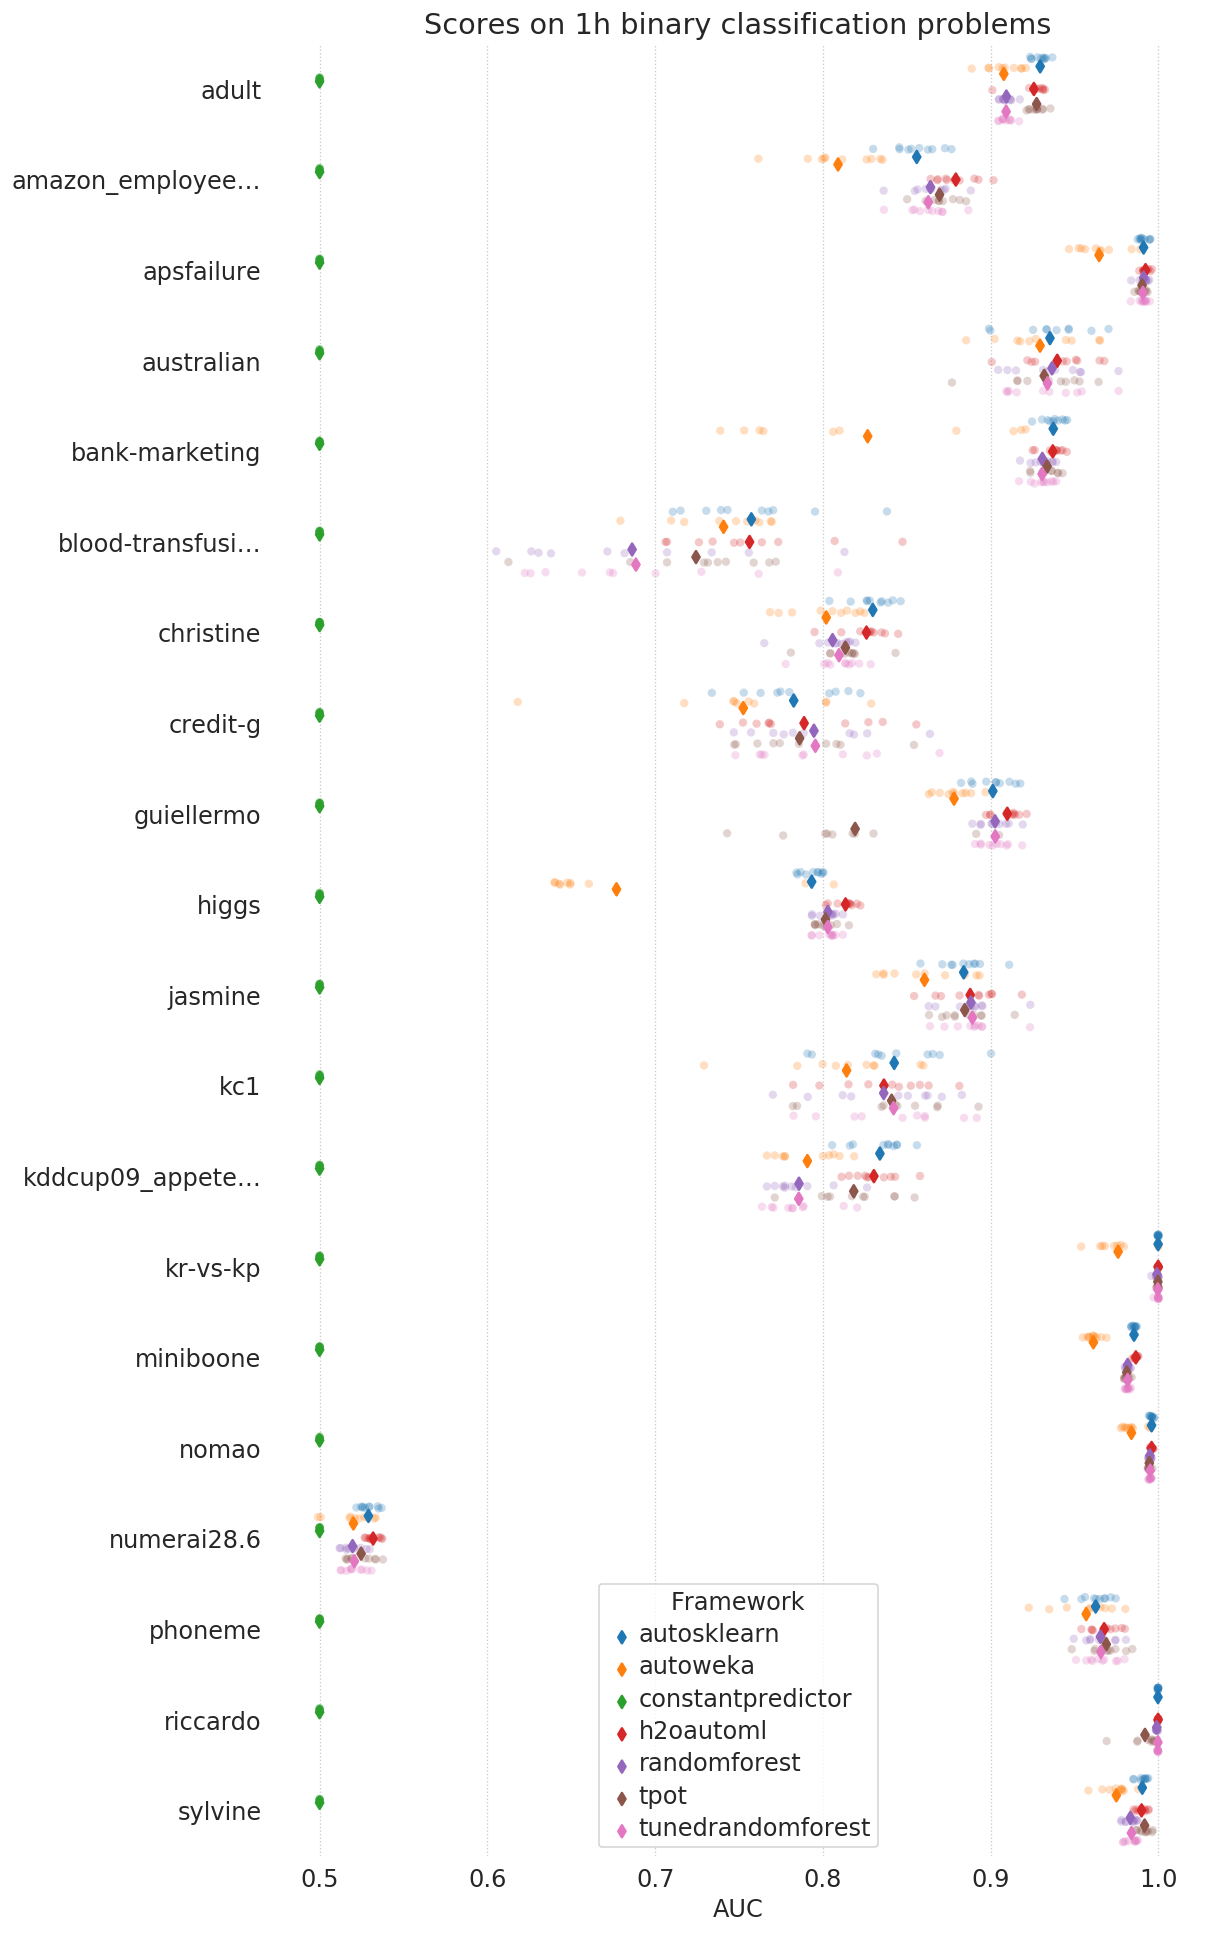 Scores on 1h binary classification problems
adult
amazon_employee...
apsfailure
australian
bank-marketing
blood-transfusi...
christine
credit-g
guiellermo
higgs
jasmine
kc1
kddcup09_appete...
kr-vs-kp
miniboone
nomao
numerai28.6
phoneme
riccardo
sylvine
Framework
autosklearn
autoweka
constantpredictor
h2oautoml
randomforest
tpot
tunedrandomforest
0.5 0.6 0.7 0.8 0.9 1.0
AUC